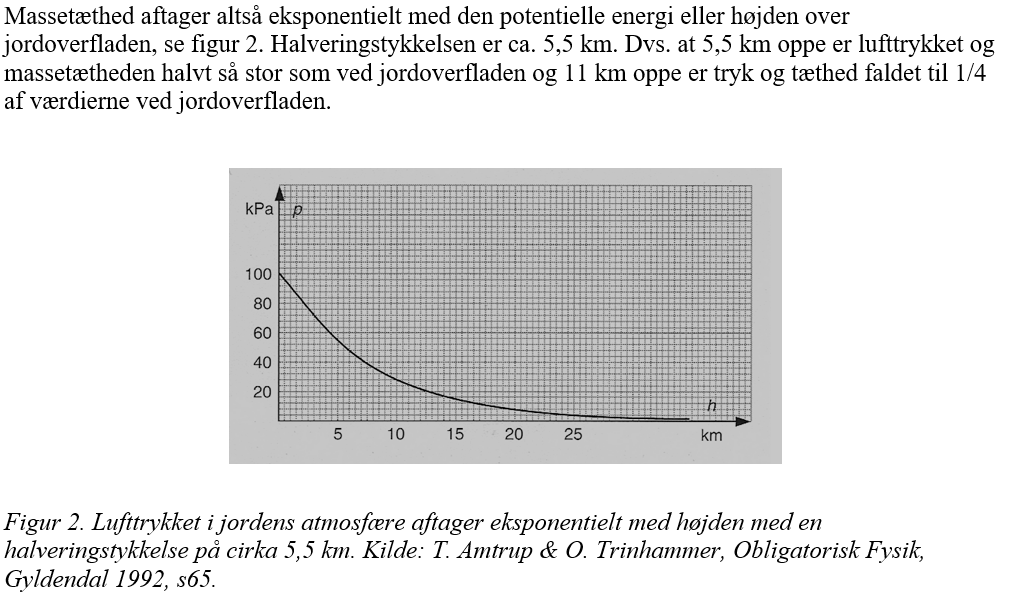 Massetæthed aftager altså eksponentielt med den potentielle energi eller højden over
jordoverfladen, se figur 2. Halveringstykkelsen er ca. 5,5 km. Dvs. at 5,5 km oppe er lufttrykket og
massetætheden halvt så stor som ved jordoverfladen og 11 km oppe er tryk og tæthed faldet til 1/4
af værdierne ved jordoverfladen.
kPa p
100
80
60
40
20
h
5 10 15 20 25 km
Figur 2. Lufttrykket i jordens atmosfære aftager eksponentielt med højden med en
halveringstykkelse på cirka 5,5 km. Kilde: T. Amtrup & O. Trinhammer, Obligatorisk Fysik,
Gyldendal 1992, s65.